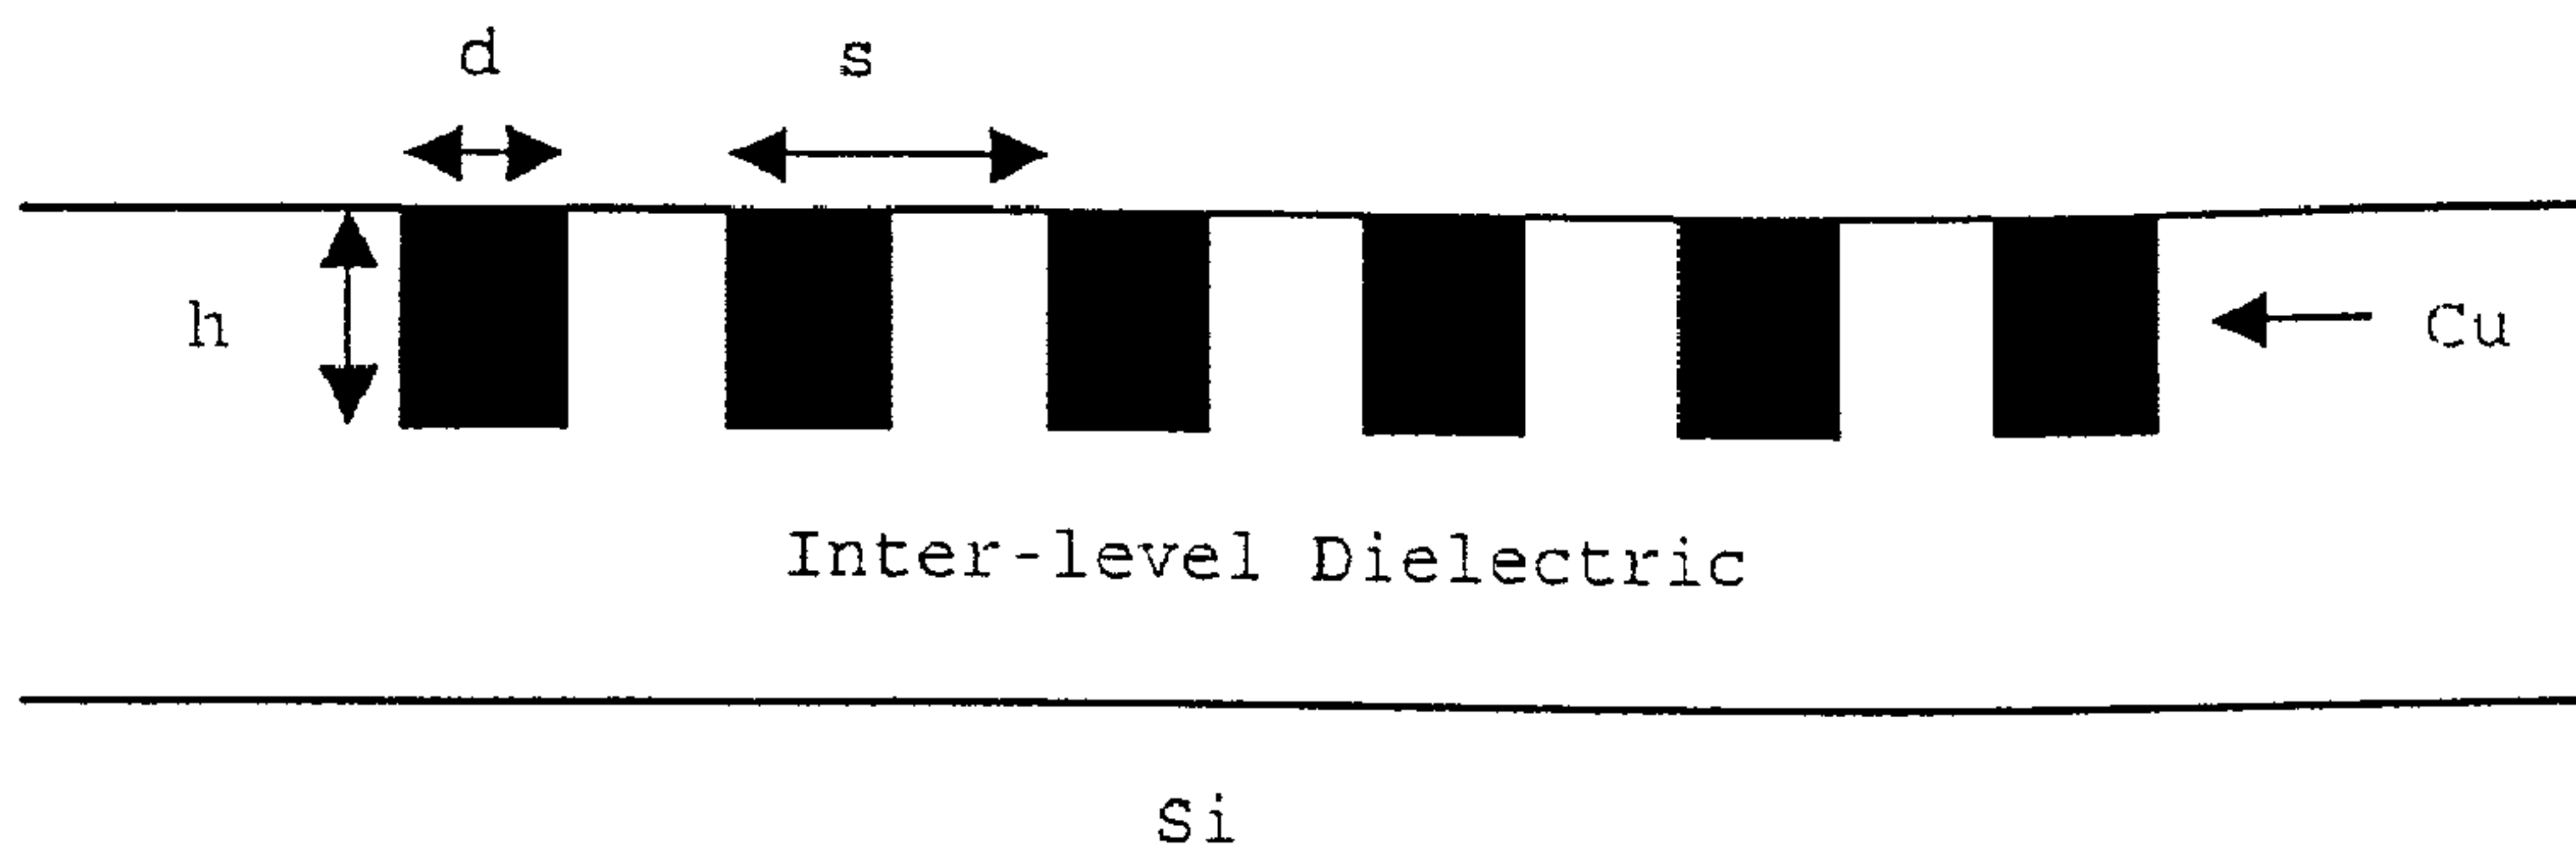 d
s
h
Cu
Inter-level Dielectric
Si